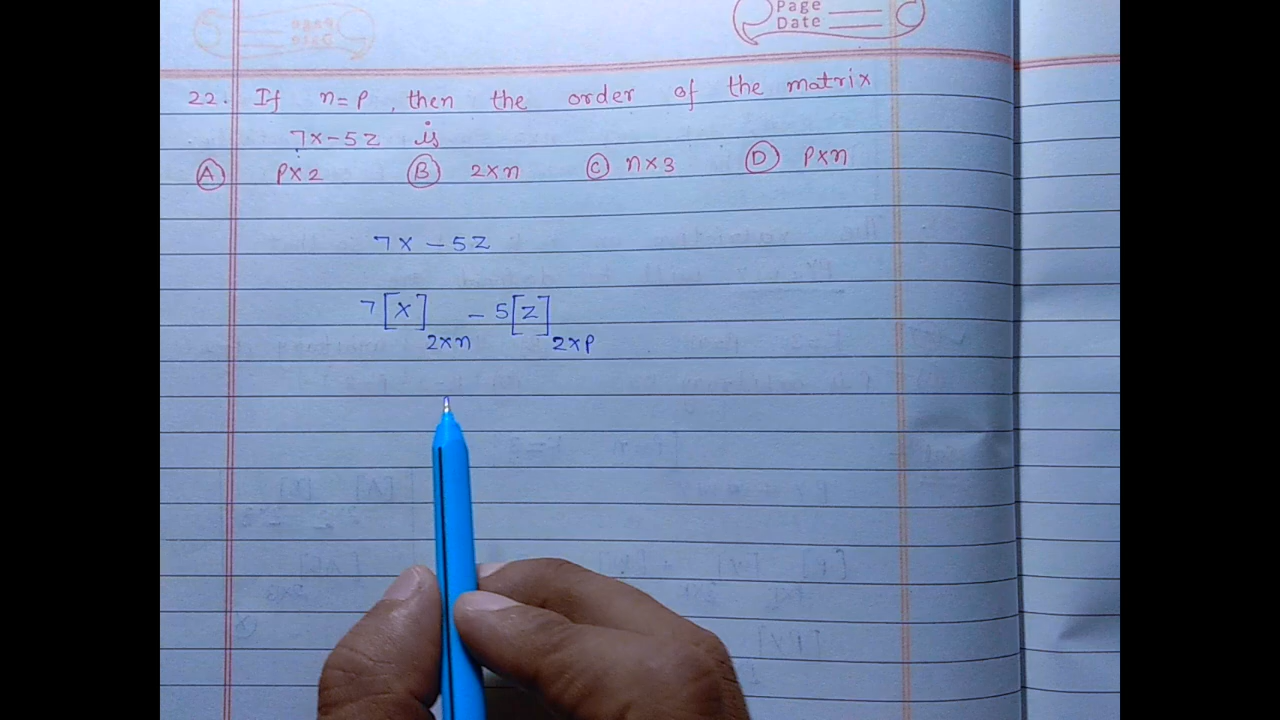 Page
Date
22. If n=p, then the order of the matrix
7x-5z is
(A) p×2 (B) 2×n (C) n×3 (D) p×n
7x - 5z
7[x]2×n - 5[z]2×p